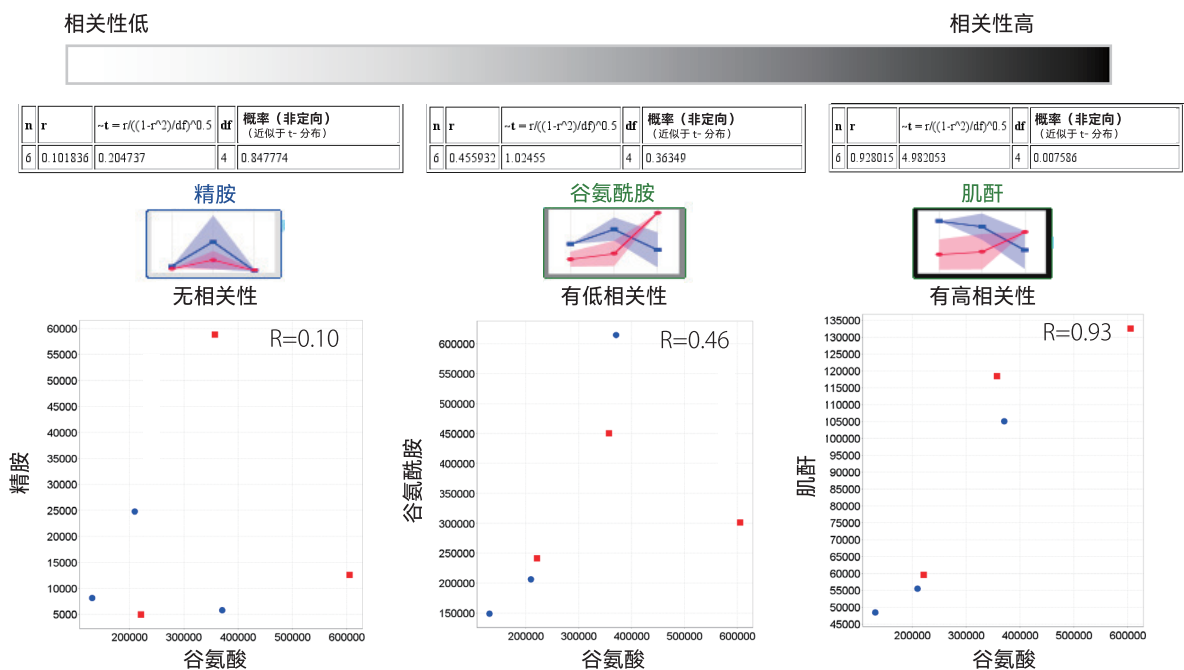 相关性低
相关性高
n r ~t = r/((1-r^2)/df)^0.5 df 概率（非定向）
（近似于 t- 分布）
6 0.101836 0.204737 4 0.847774
n r ~t = r/((1-r^2)/df)^0.5 df 概率（非定向）
（近似于 t- 分布）
6 0.455932 1.02455 4 0.36349
n r ~t = r/((1-r^2)/df)^0.5 df 概率（非定向）
（近似于 t- 分布）
6 0.928015 4.982053 4 0.007586
精胺
谷氨酰胺
肌酐
无相关性
有低相关性
有高相关性
R=0.10
60000
55000
50000
45000
40000
35000
30000
25000
20000
15000
10000
5000
精胺
200000 300000 400000 500000 600000
谷氨酸
R=0.46
600000
550000
500000
450000
400000
350000
300000
250000
200000
150000
谷氨酰胺
200000 300000 400000 500000 600000
谷氨酸
R=0.93
135000
130000
125000
120000
115000
110000
105000
100000
95000
90000
85000
80000
75000
70000
65000
60000
55000
50000
45000
肌酐
200000 300000 400000 500000 600000
谷氨酸